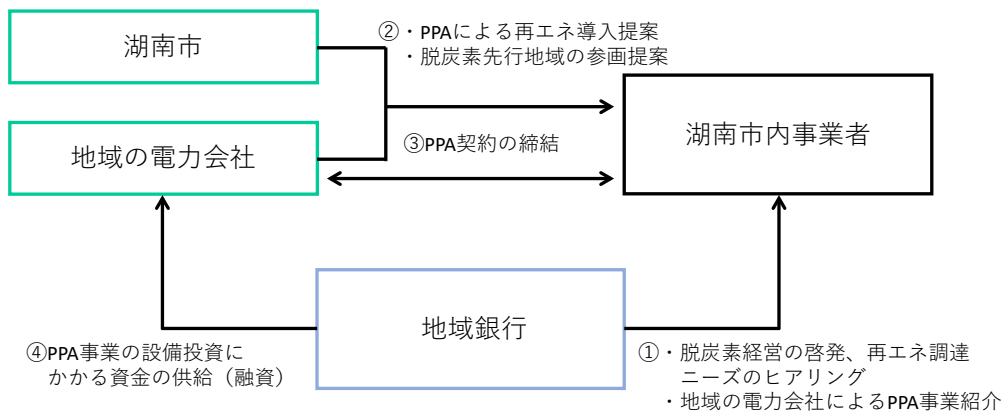 ②・PPAによる再エネ導入提案
・脱炭素先行地域の参画提案
湖南市
湖南市内事業者
地域の電力会社
③PPA契約の締結
地域銀行
④PPA事業の設備投資に
かかる資金の供給（融資）
①・脱炭素経営の啓発、再エネ調達
ニーズのヒアリング
・地域の電力会社によるPPA事業紹介